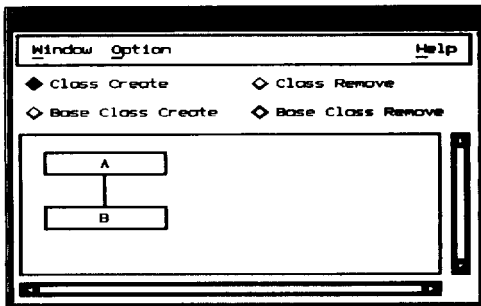 Window Option Help
Class Create Class Remove
Base Class Create Base Class Remove
A
B